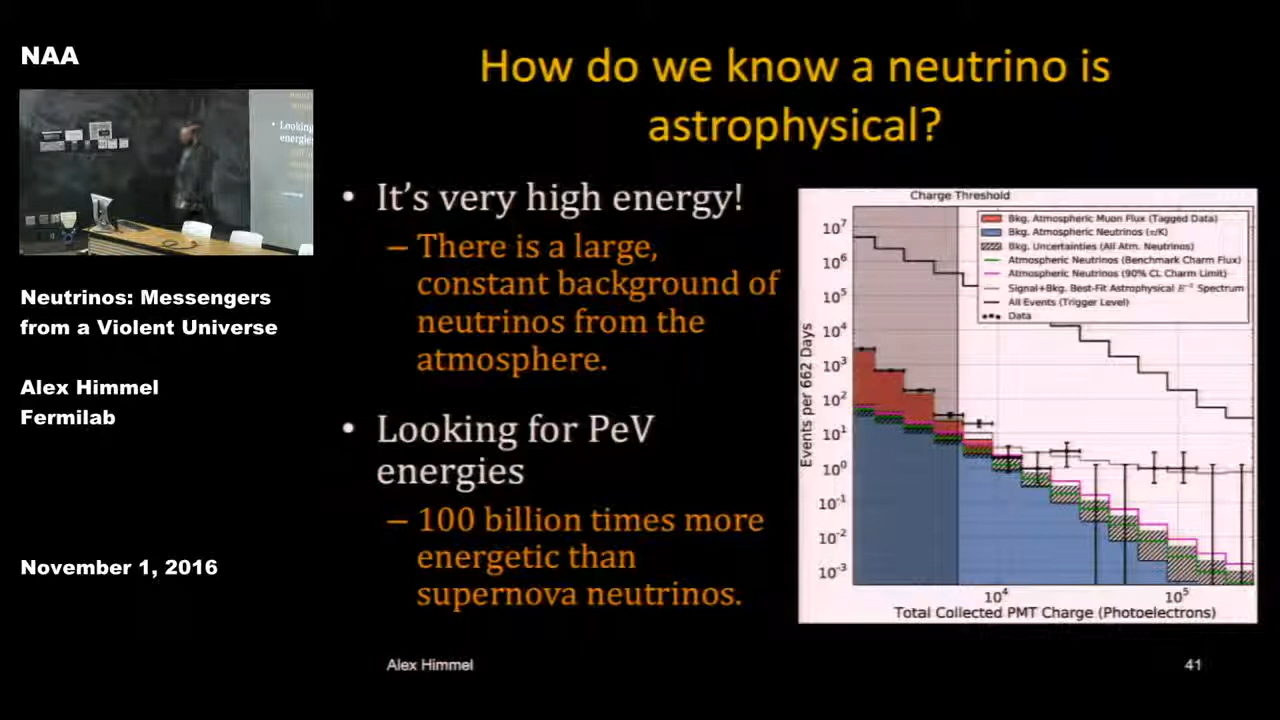 NAA
Looking
energies
Neutrinos: Messengers
from a Violent Universe
Alex Himmel
Fermilab
November 1, 2016
How do we know a neutrino is
astrophysical?
• It's very high energy!
– There is a large,
constant background of
neutrinos from the
atmosphere.
• Looking for PeV
energies
– 100 billion times more
energetic than
supernova neutrinos.
Charge Threshold
Bkg. Atmospheric Muon Flux (Tagged Data)
Bkg. Atmospheric Neutrinos (π/K)
Bkg. Uncertainties (All Atm. Neutrinos)
Atmospheric Neutrinos (Benchmark Charm Flux)
Atmospheric Neutrinos (90% CL Charm Limit)
Signal+Bkg. Best-Fit Astrophysical E⁻² Spectrum
All Events (Trigger Level)
Data
Events per 662 Days
10⁷
10⁶
10⁵
10⁴
10³
10²
10¹
10⁰
10⁻¹
10⁻²
10⁻³
10⁴ 10⁵
Total Collected PMT Charge (Photoelectrons)
Alex Himmel
41